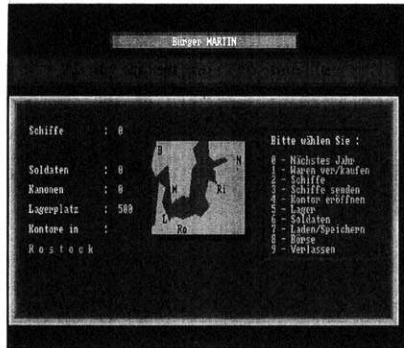 Bürger MARTIN
Schiffe : 0
Soldaten : 0
Kanonen : 0
Lagerplatz : 500
Kontore in :
Rostock
B
N
M
Ri
L
Ro
Bitte wählen Sie :
0 - Nächstes Jahr
1 - Waren ver/kaufen
2 - Schiffe
3 - Schiffe senden
4 - Kontor eröffnen
5 - Lager
6 - Soldaten
7 - Laden/Speichern
8 - Börse
9 - Verlassen